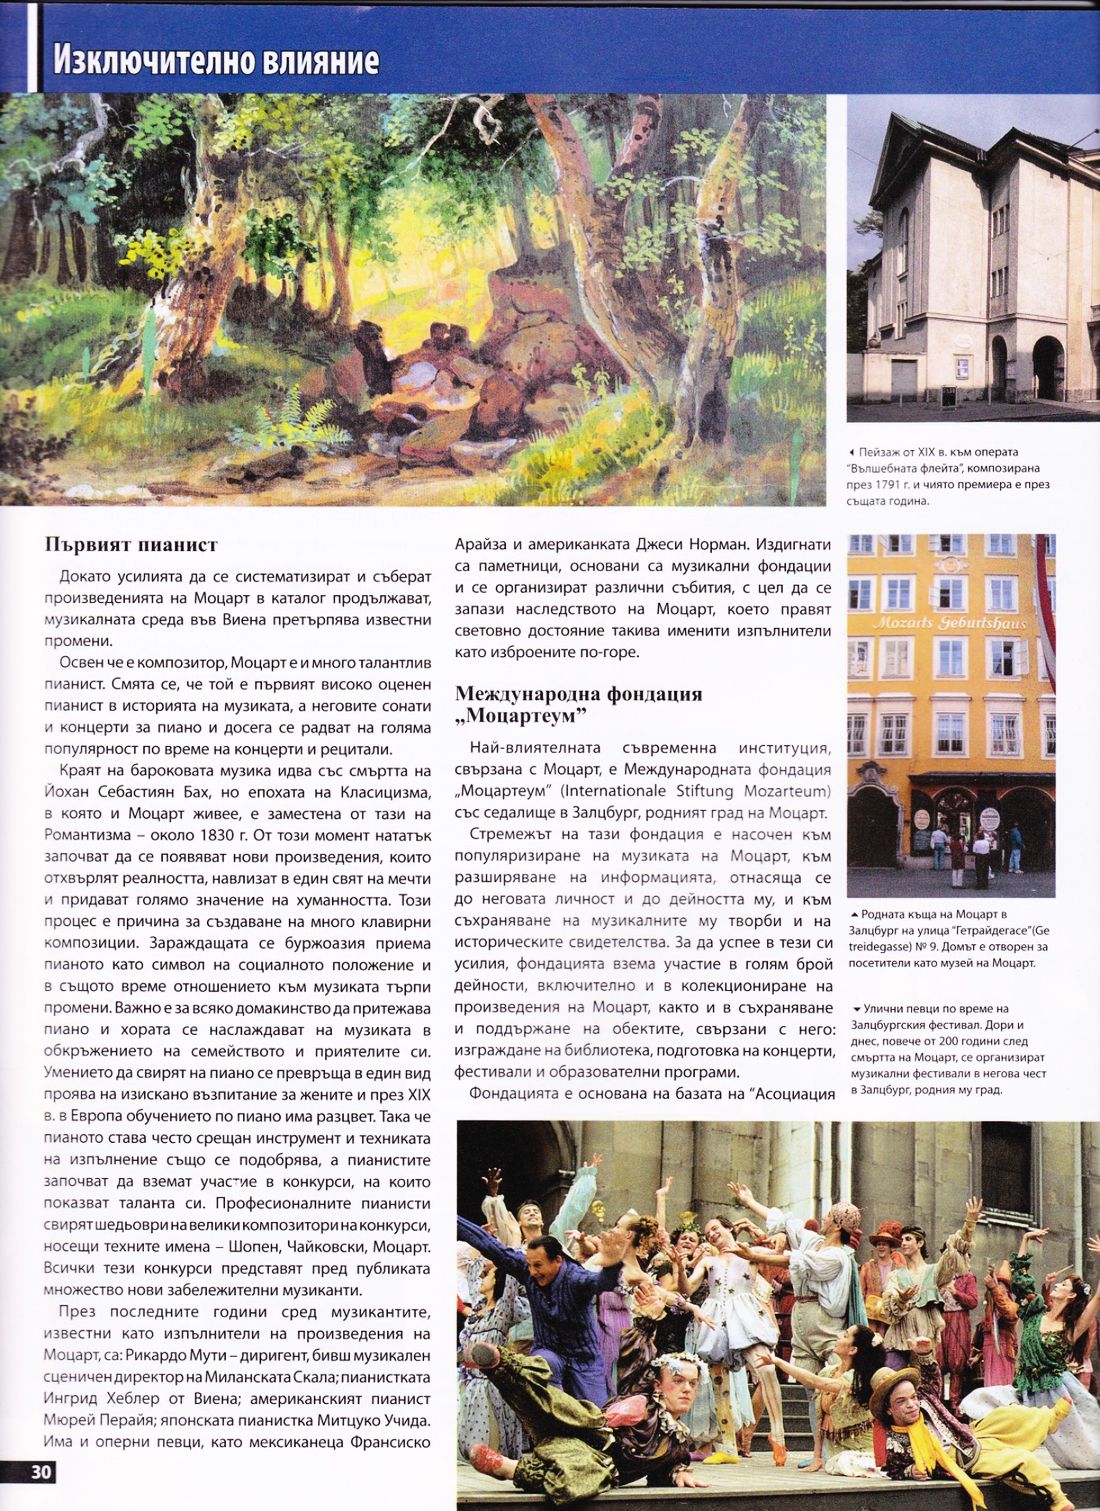 Изключително влияние
Първият пианист
Докато усилията да се систематизират и съберат
произведенията на Моцарт в каталог продължават,
музикалната среда във Виена претърпява известни
промени.
Освен че е композитор, Моцарт е и много талантлив
пианист. Смята се, че той е първият високо оценен
пианист в историята на музиката, а неговите сонати
и концерти за пиано и досега се радват на голяма
популярност по време на концерти и рецитали.
Краят на бароковата музика идва със смъртта на
Йохан Себастиян Бах, но епохата на Класицизма,
в която и Моцарт живее, е заместена от тази на
Романтизма – около 1830 г. От този момент нататък
започват да се появяват нови произведения, които
отхвърлят реалността, навлизат в един свят на мечти
и придават голямо значение на хуманността. Този
процес е причина за създаване на много клавирни
композиции. Зараждащата се буржоазия приема
пианото като символ на социалното положение и
в същото време отношението към музиката търпи
промени. Важно е за всяко домакинство да притежава
пиано и хората се наслаждават на музиката в
обкръжението на семейството и приятелите си.
Умението да свирят на пиано се превръща в един вид
проява на изискано възпитание за жените и през XIX
в. в Европа обучението по пиано има разцвет. Така че
пианото става често срещан инструмент и техниката
на изпълнение също се подобрява, а пианистите
започват да вземат участие в конкурси, на които
показват таланта си. Професионалните пианисти
свирят шедьоври на велики композитори на конкурси,
носещи техните имена – Шопен, Чайковски, Моцарт.
Всички тези конкурси представят пред публиката
множество нови забележителни музиканти.
През последните години сред музикантите,
известни като изпълнители на произведения на
Моцарт, са: Рикардо Мути – диригент, бивш музикален
сценичен директор на Миланската Скала; пианистката
Ингрид Хеблер от Виена; американският пианист
Мюрей Перайя; японската пианистка Митцуко Учида.
Има и оперни певци, като мексиканеца Франсиско
30
Арайза и американката Джеси Норман. Издигнати
са паметници, основани са музикални фондации
и се организират различни събития, с цел да се
запази наследството на Моцарт, което правят
световно достояние такива именити изпълнители
като изброените по-горе.
Международна фондация
„Моцартеум”
Най-влиятелната съвременна институция,
свързана с Моцарт, е Международната фондация
„Моцартеум” (Internationale Stiftung Mozarteum)
със седалище в Залцбург, родният град на Моцарт.
Стремежът на тази фондация е насочен към
популяризиране на музиката на Моцарт, към
разширяване на информацията, отнасяща се
до неговата личност и до дейността му, и към
съхраняване на музикалните му творби и на
историческите свидетелства. За да успее в тези си
усилия, фондацията взема участие в голям брой
дейности, включително и в колекциониране на
произведения на Моцарт, както и в съхраняване
и поддържане на обектите, свързани с него:
изграждане на библиотека, подготовка на концерти,
фестивали и образователни програми.
Фондацията е основана на базата на “Асоциация
Пейзаж от XIX в. към операта
“Вълшебната флейта”, композирана
през 1791 г. и чиято премиера е през
същата година.
Mozarts Geburtshaus
Родната къща на Моцарт в
Залцбург на улица “Гетрайдегасе”(Ge
treidegasse) № 9. Домът е отворен за
посетители като музей на Моцарт.
Улични певци по време на
Залцбургския фестивал. Дори и
днес, повече от 200 години след
смъртта на Моцарт, се организират
музикални фестивали в негова чест
в Залцбург, родния му град.